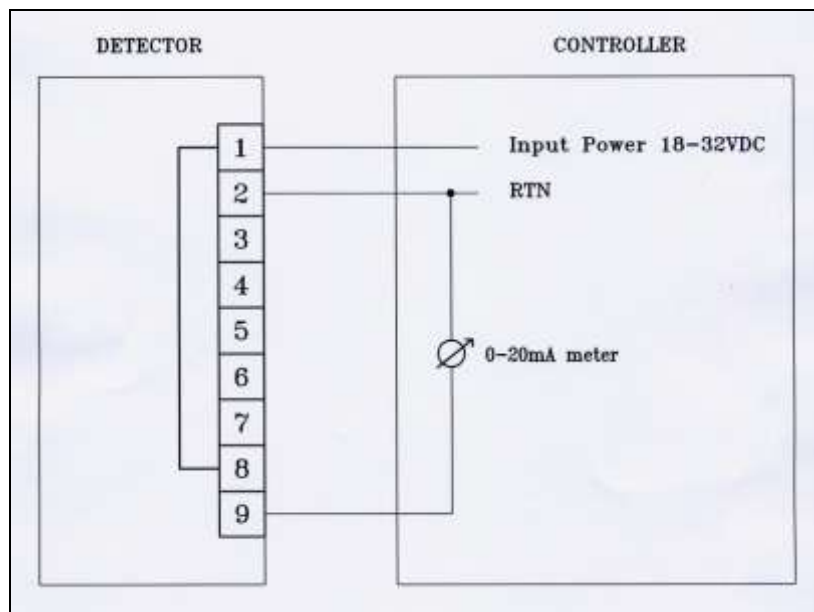 DETECTOR
CONTROLLER
1
Input Power 18-32VDC
2
RTN
3
4
5
0-20mA meter
6
7
8
9